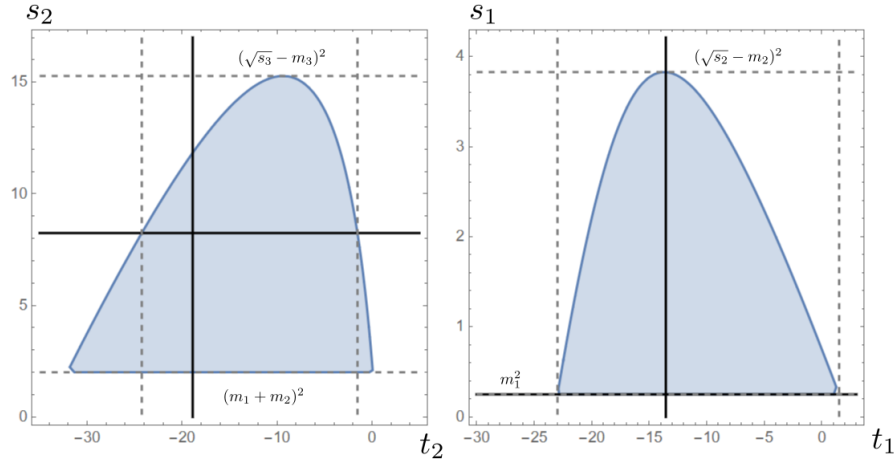 s₂
(√s₃ − m₃)²
15
10
5
0
(m₁ + m₂)²
−30
−20
−10
0
t₂
s₁
(√s₂ − m₂)²
4
3
2
1
0
m₁²
−30
−25
−20
−15
−10
−5
0
t₁